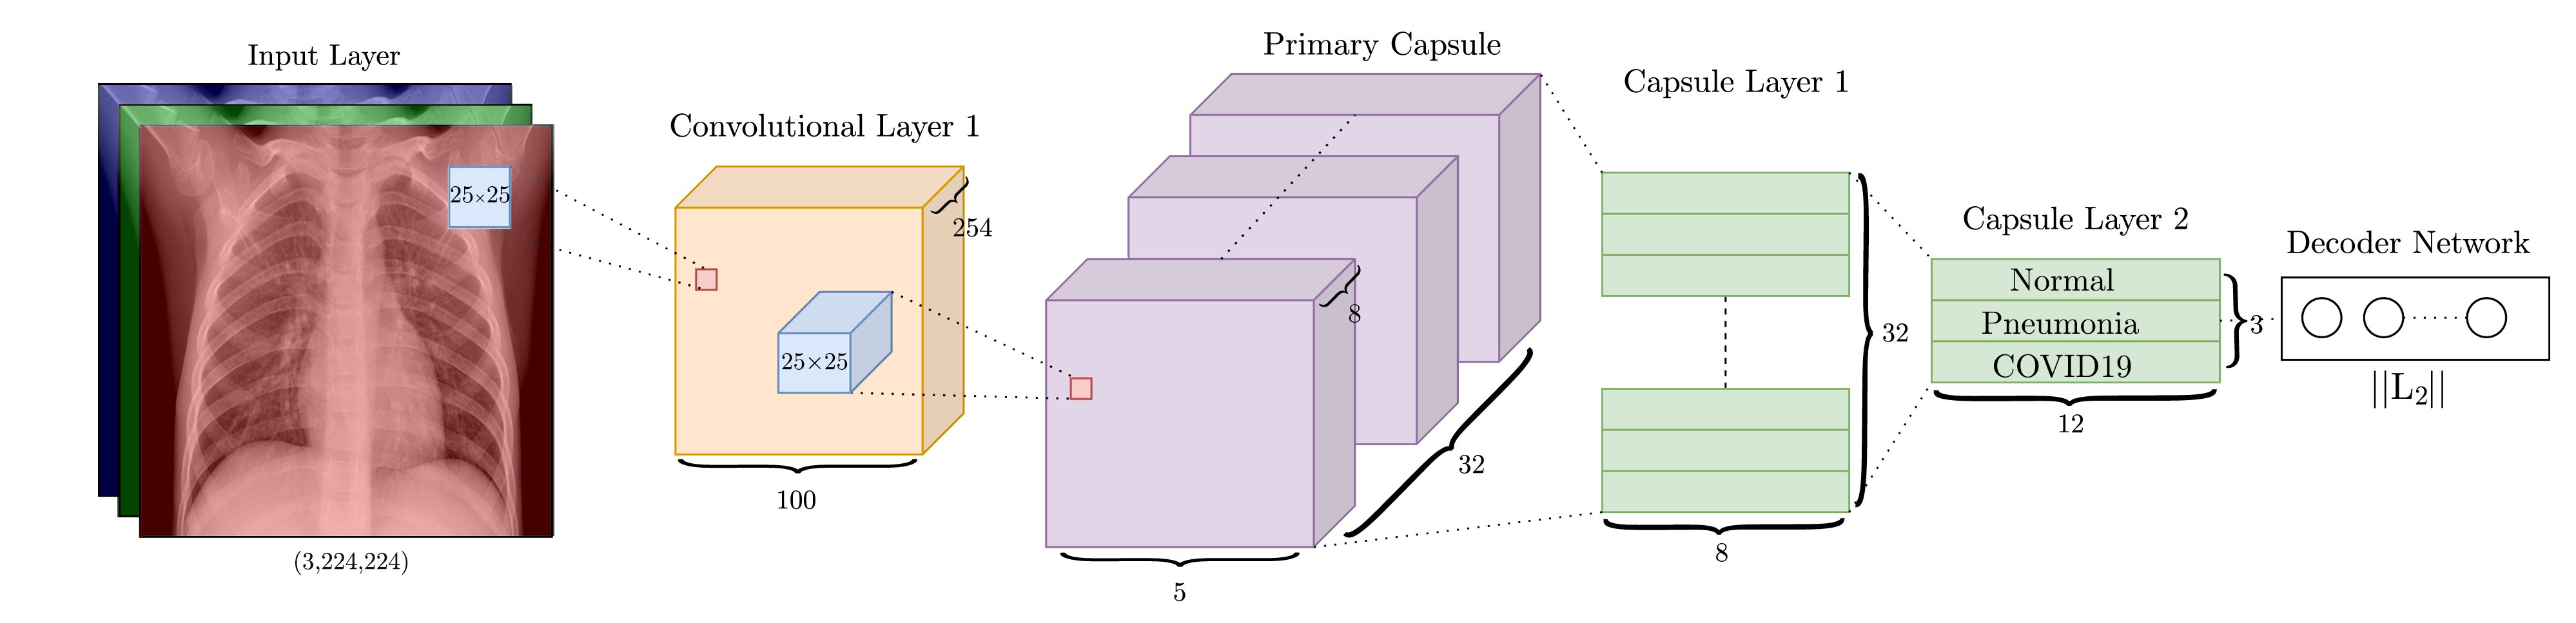 Input Layer
25×25
(3,224,224)
Convolutional Layer 1
254
25×25
100
Primary Capsule
8
32
5
Capsule Layer 1
32
8
Capsule Layer 2
Normal
Pneumonia
COVID19
3
12
Decoder Network
||L₂||